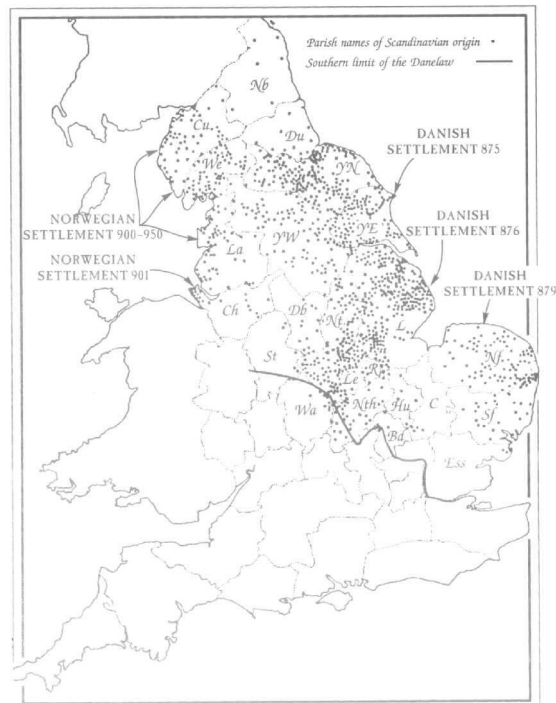 Parish names of Scandinavian origin
Southern limit of the Danelaw
Nb
Cu
Du
DANISH
SETTLEMENT 875
We
YN
NORWEGIAN
SETTLEMENT 900-950
DANISH
SETTLEMENT 876
La
YW
YE
NORWEGIAN
SETTLEMENT 901
DANISH
SETTLEMENT 879
Ch
Db
Nt
L
St
Le
R
Nf
Wa
Nth
Hu
C
Sf
Bd
Ess